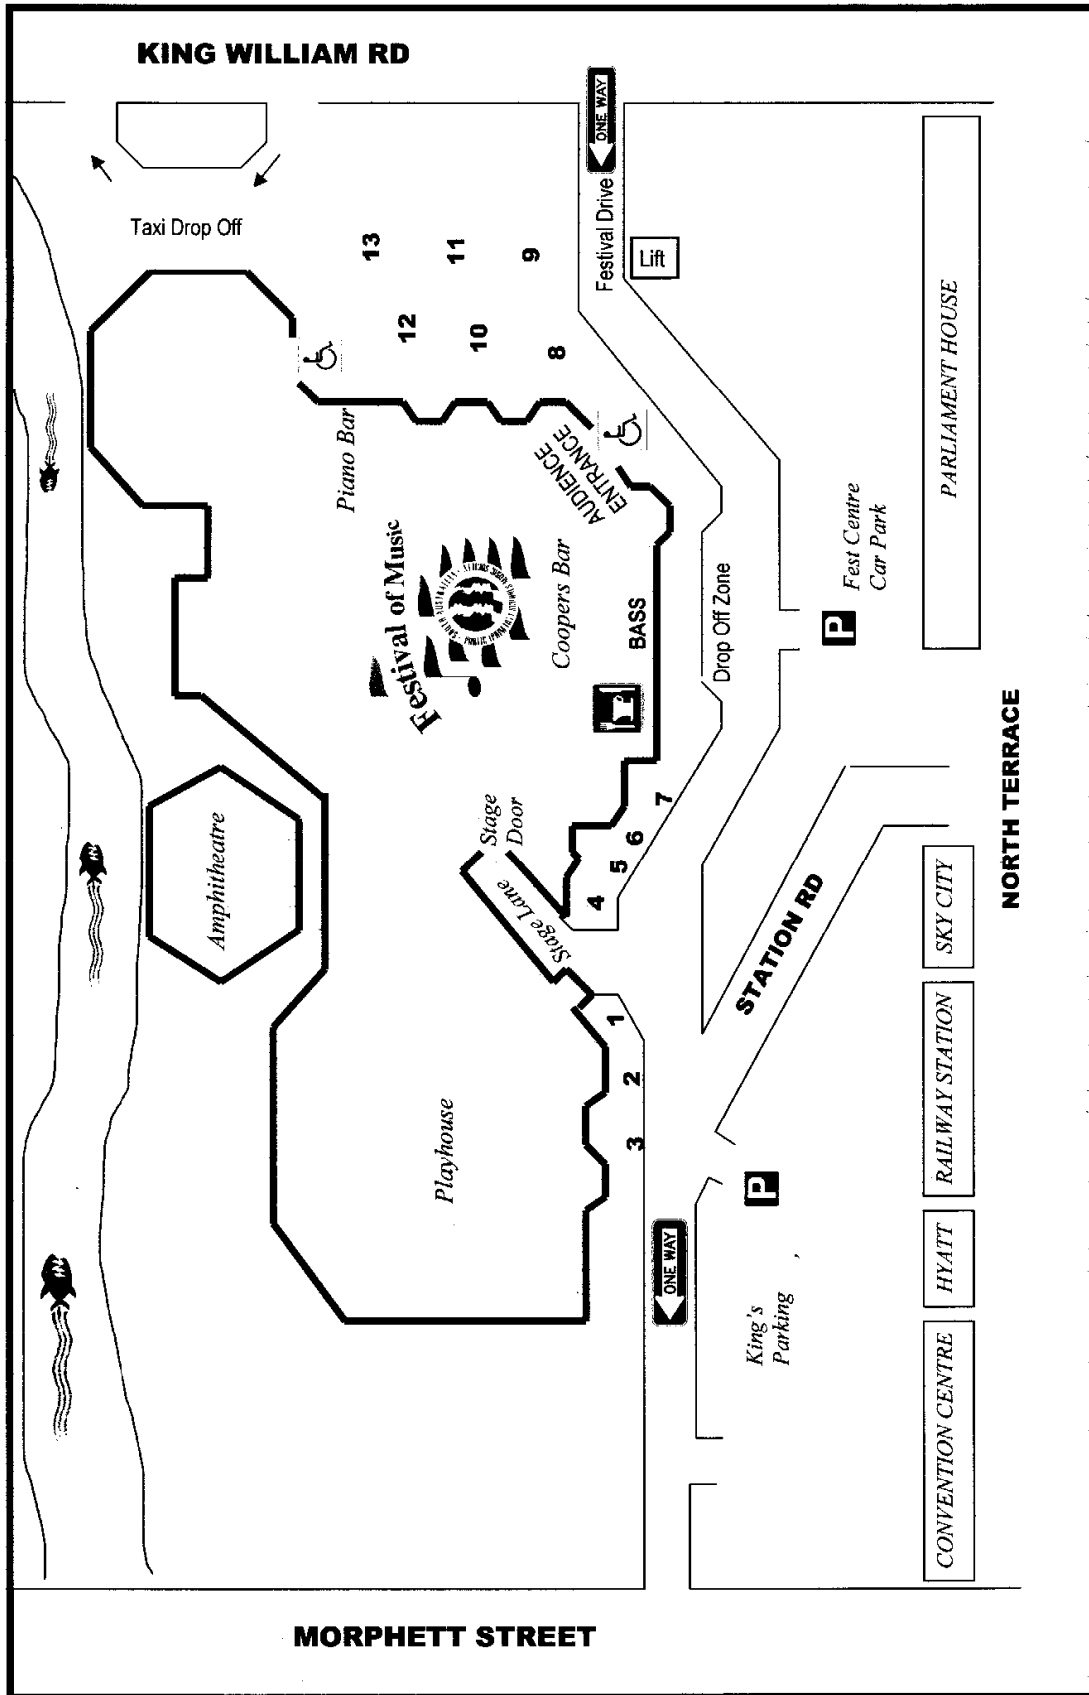 KING WILLIAM RD
Taxi Drop Off
13
11
9
12
10
8
ONE WAY
Festival Drive
Lift
PARLIAMENT HOUSE
Piano Bar
AUDIENCE
ENTRANCE
Festival of Music
Coopers Bar
BASS
Drop Off Zone
P
Fest Centre
Car Park
Amphitheatre
Stage
Door
Stage Lane
7
6
5
4
STATION RD
NORTH TERRACE
SKY CITY
RAILWAY STATION
HYATT
CONVENTION CENTRE
Playhouse
1
2
3
ONE WAY
P
King's
Parking
MORPHETT STREET